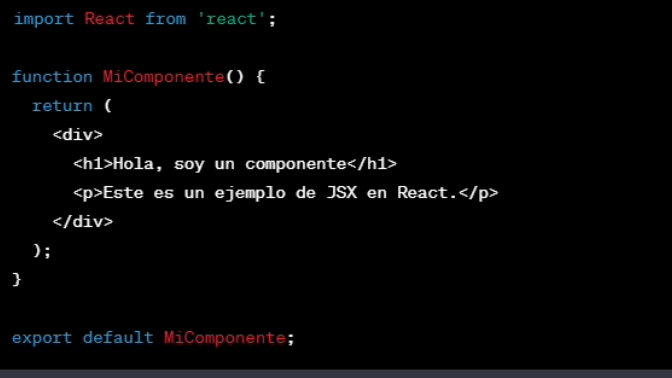 import React from 'react';
function MiComponente() {
return (
<div>
<h1>Hola, soy un componente</h1>
<p>Este es un ejemplo de JSX en React.</p>
</div>
);
}
export default MiComponente;